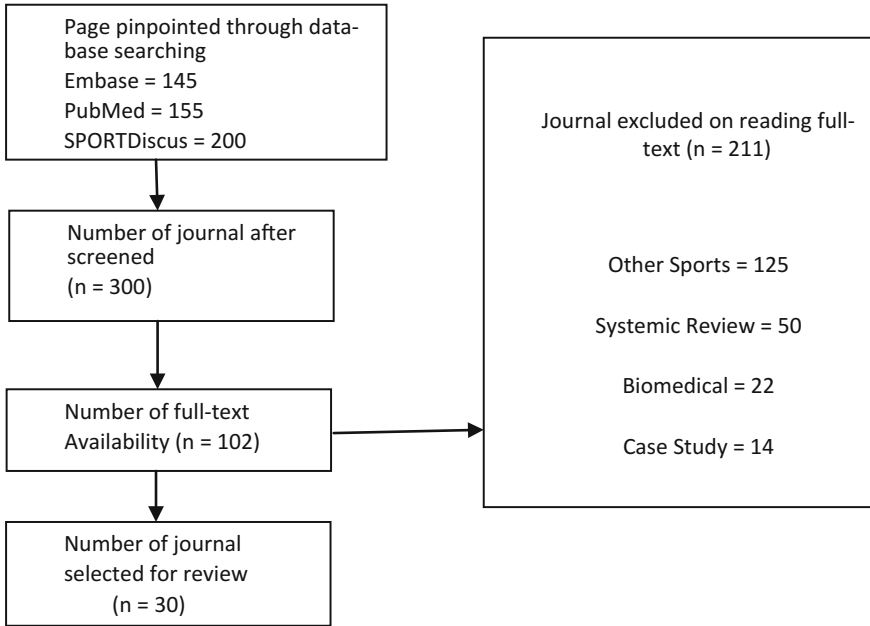 Page pinpointed through data-
base searching
Embase = 145
PubMed = 155
SPORTDiscus = 200
Number of journal after
screened
(n = 300)
Number of full-text
Availability (n = 102)
Number of journal
selected for review
(n = 30)
Journal excluded on reading full-
text (n = 211)
Other Sports = 125
Systemic Review = 50
Biomedical = 22
Case Study = 14